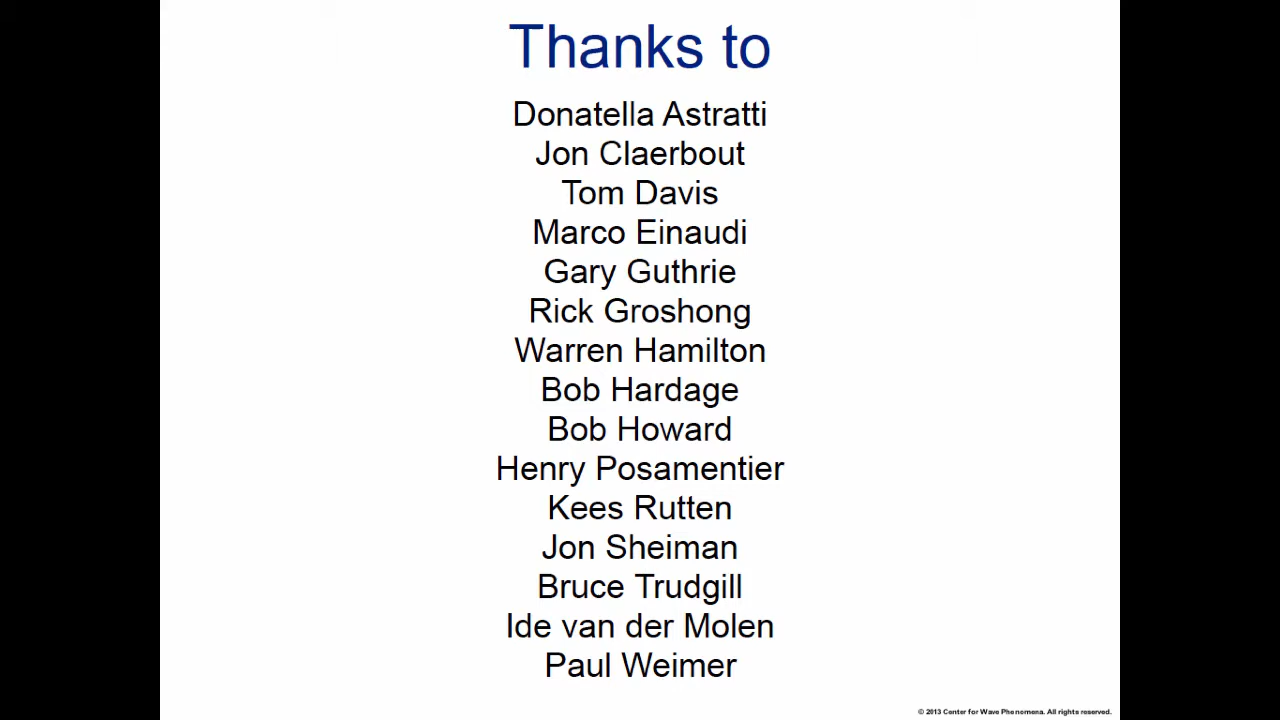 Thanks to
Donatella Astratti
Jon Claerbout
Tom Davis
Marco Einaudi
Gary Guthrie
Rick Groshong
Warren Hamilton
Bob Hardage
Bob Howard
Henry Posamentier
Kees Rutten
Jon Sheiman
Bruce Trudgill
Ide van der Molen
Paul Weimer
© 2013 Center for Wave Phenomena. All rights reserved.